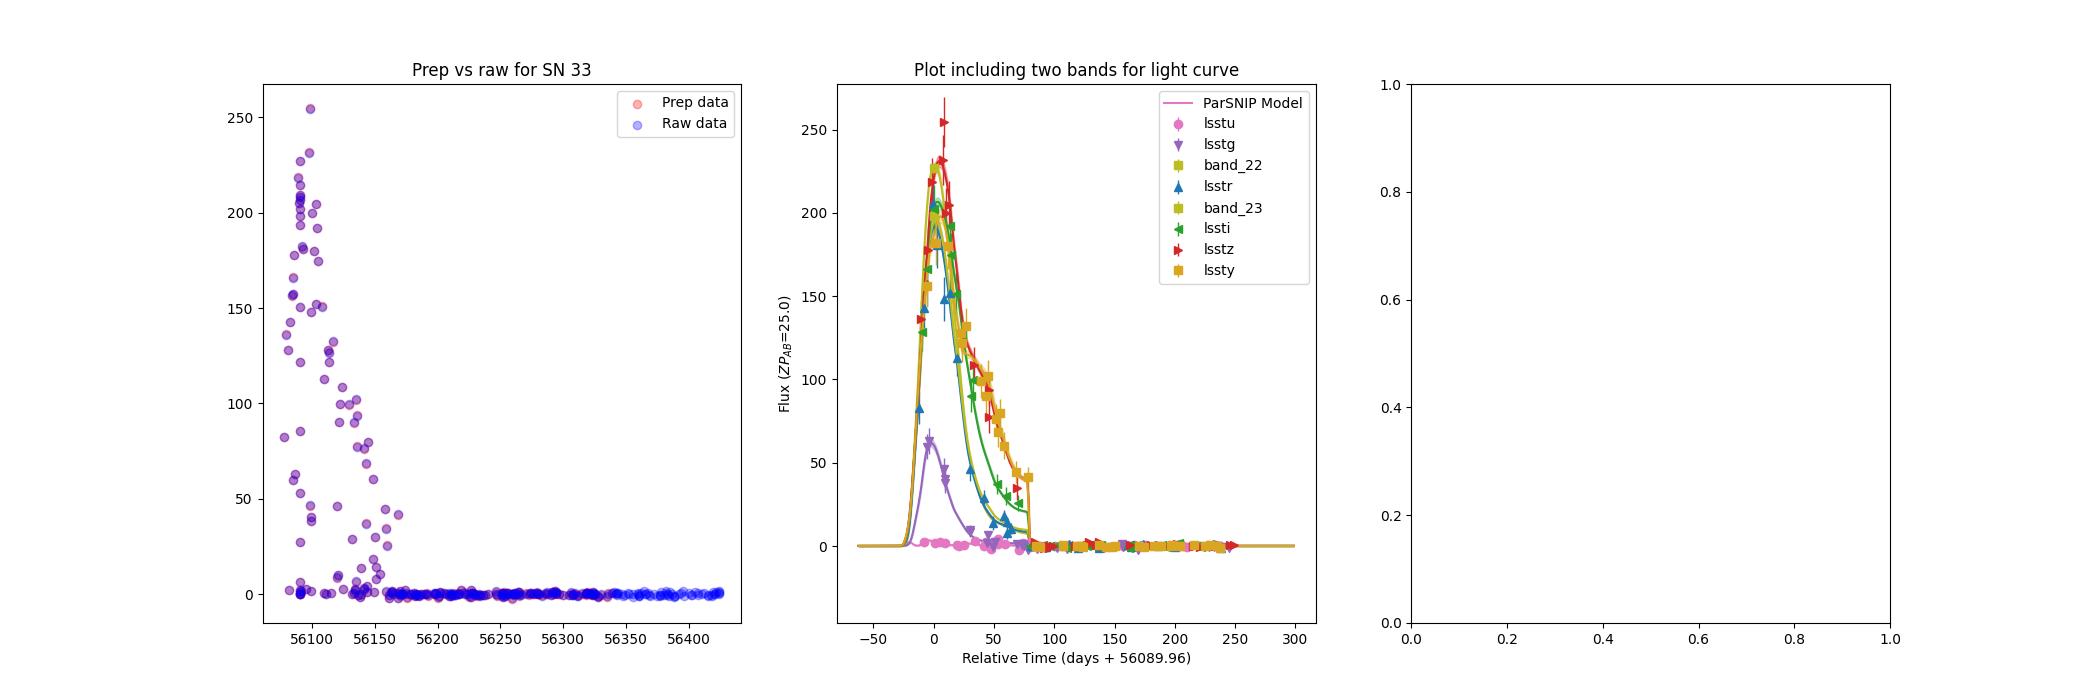 Prep vs raw for SN 33
Prep data
Raw data
250
200
150
100
50
0
56100 56150 56200 56250 56300 56350 56400
Plot including two bands for light curve
ParSNIP Model
lsstu
lsstg
band_22
lsstr
band_23
lssti
lsstz
lssty
Flux (ZP_AB=25.0)
250
200
150
100
50
0
−50 0 50 100 150 200 250 300
Relative Time (days + 56089.96)
1.0
0.8
0.6
0.4
0.2
0.0
0.0 0.2 0.4 0.6 0.8 1.0